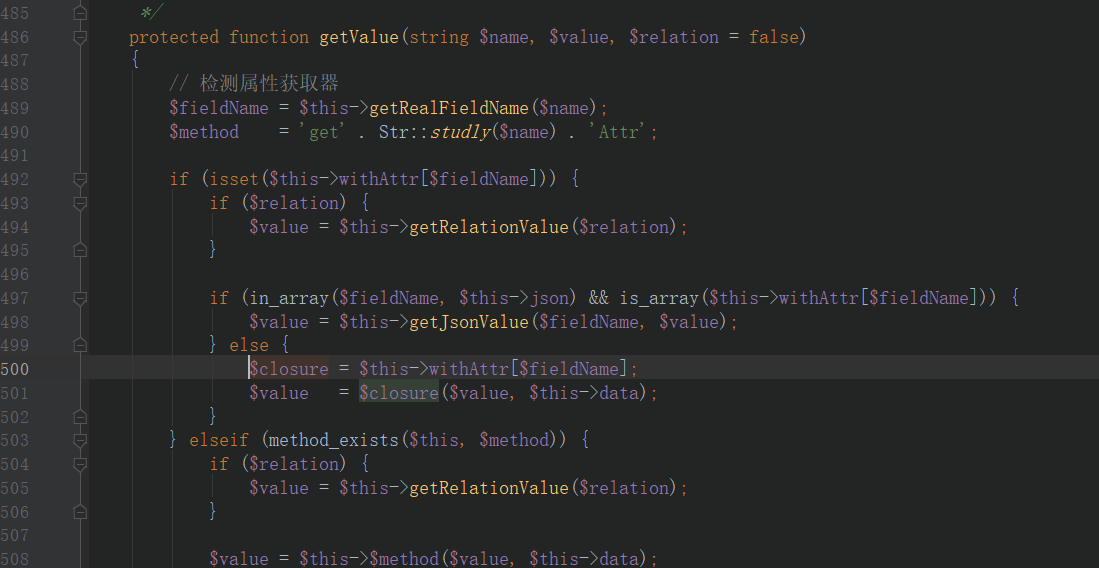 485 */
486 protected function getValue(string $name, $value, $relation = false)
487 {
488 // 检测属性获取器
489 $fieldName = $this->getRealFieldName($name);
490 $method    = 'get' . Str::studly($name) . 'Attr';
491
492 if (isset($this->withAttr[$fieldName])) {
493 if ($relation) {
494 $value = $this->getRelationValue($relation);
495 }
496
497 if (in_array($fieldName, $this->json) && is_array($this->withAttr[$fieldName])) {
498 $value = $this->getJsonValue($fieldName, $value);
499 } else {
500 $closure = $this->withAttr[$fieldName];
501 $value   = $closure($value, $this->data);
502 }
503 } elseif (method_exists($this, $method)) {
504 if ($relation) {
505 $value = $this->getRelationValue($relation);
506 }
507
508 $value = $this->$method($value, $this->data);